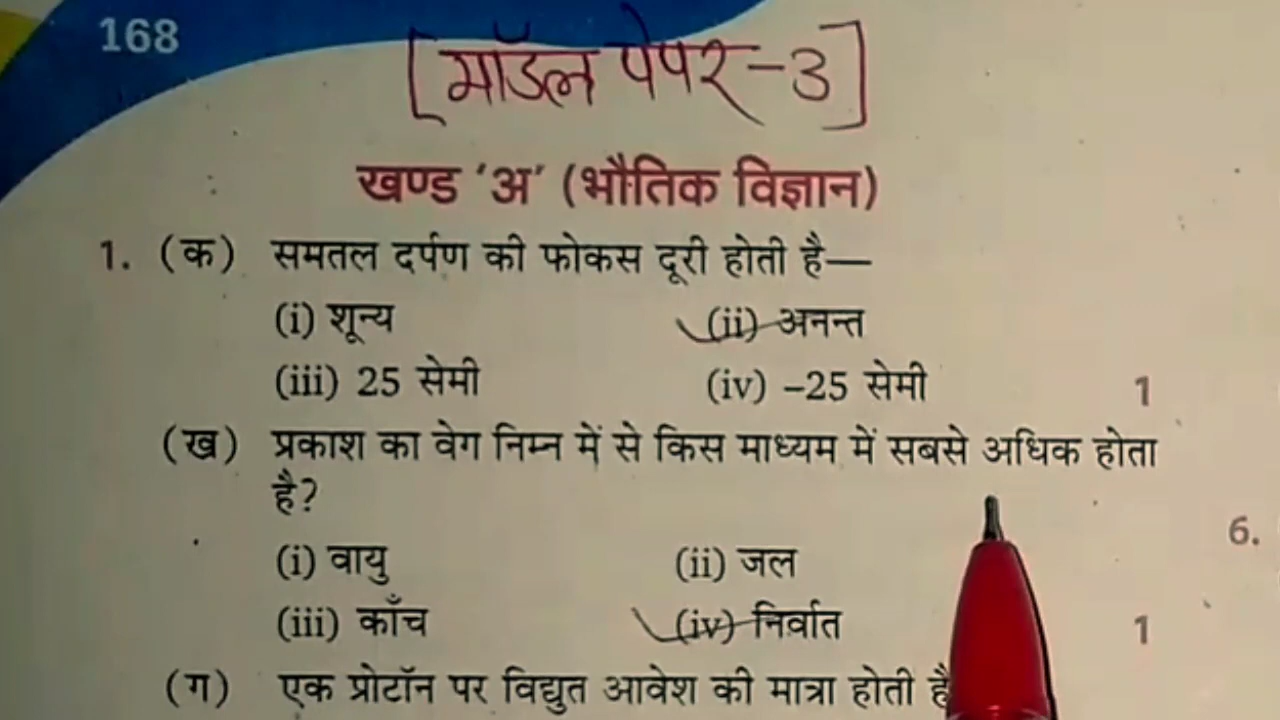 168
[मॉडल पेपर-3]
खण्ड 'अ' (भौतिक विज्ञान)
1. (क) समतल दर्पण की फोकस दूरी होती है—
(i) शून्य (ii) अनन्त
(iii) 25 सेमी (iv) –25 सेमी 1
(ख) प्रकाश का वेग निम्न में से किस माध्यम में सबसे अधिक होता
है?
6.
(i) वायु (ii) जल
(iii) काँच (iv) निर्वात 1
(ग) एक प्रोटॉन पर विद्युत आवेश की मात्रा होती है